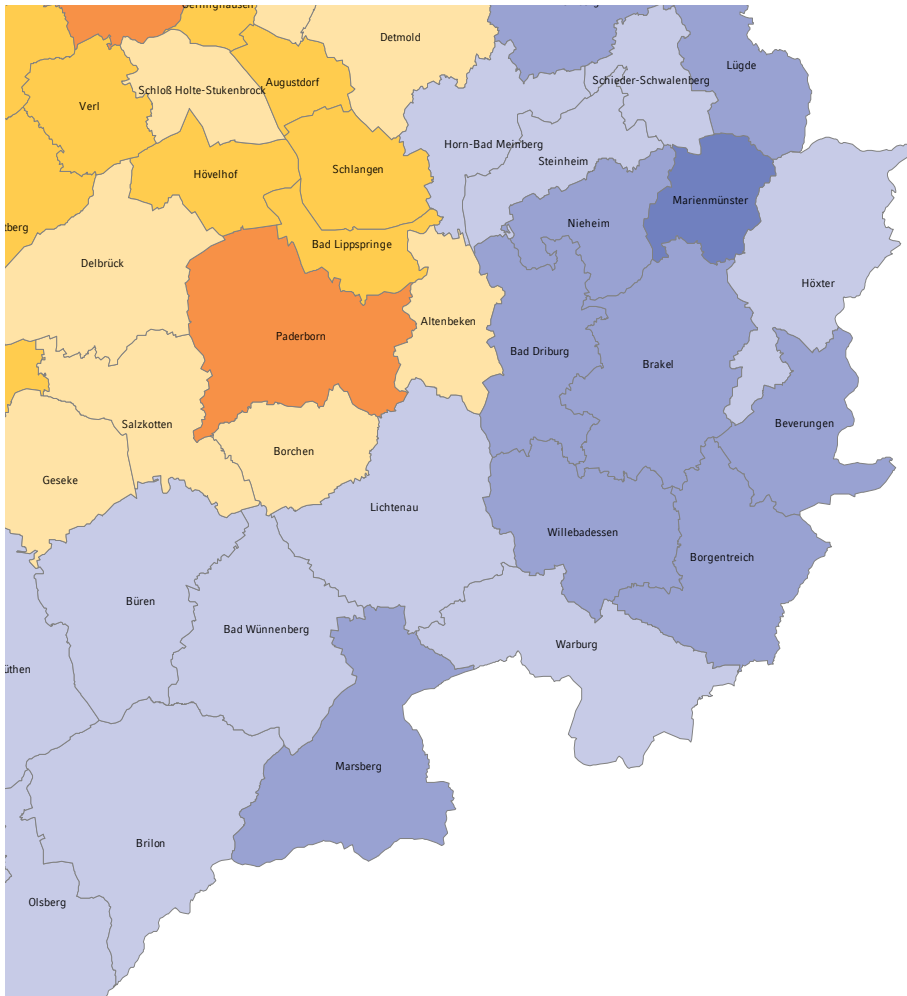 Detmold
Lügde
Schieder-Schwalenberg
Augustdorf
Schloß Holte-Stukenbrock
Verl
Horn-Bad Meinberg
Steinheim
Schlangen
Hövelhof
Marienmünster
Nieheim
zberg
Bad Lippspringe
Delbrück
Höxter
Altenbeken
Paderborn
Bad Driburg
Brakel
Salzkotten
Beverungen
Borchen
Geseke
Lichtenau
Willebadessen
Borgentreich
Büren
Bad Wünnenberg
Warburg
üthen
Marsberg
Brilon
Olsberg